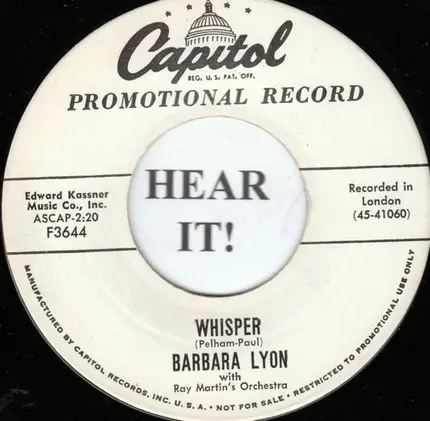 Capitol
REG. U. S. PAT. OFF.
PROMOTIONAL RECORD
Edward Kassner
Music Co., Inc.
ASCAP-2:20
F3644
HEAR
IT!
Recorded in
London
(45-41060)
WHISPER
(Pelham-Paul)
BARBARA LYON
with
Ray Martin's Orchestra
MANUFACTURED BY CAPITOL RECORDS, INC. U. S. A. • NOT FOR SALE • RESTRICTED TO PROMOTIONAL USE ONLY